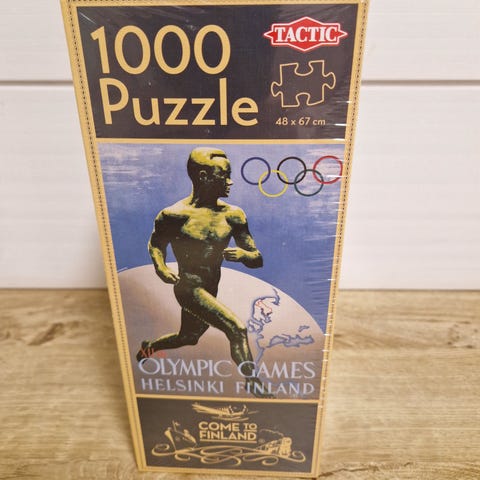 1000
Puzzle
TACTIC
48 x 67 cm
OLYMPIC GAMES
HELSINKI FINLAND
COME TO
FINLAND